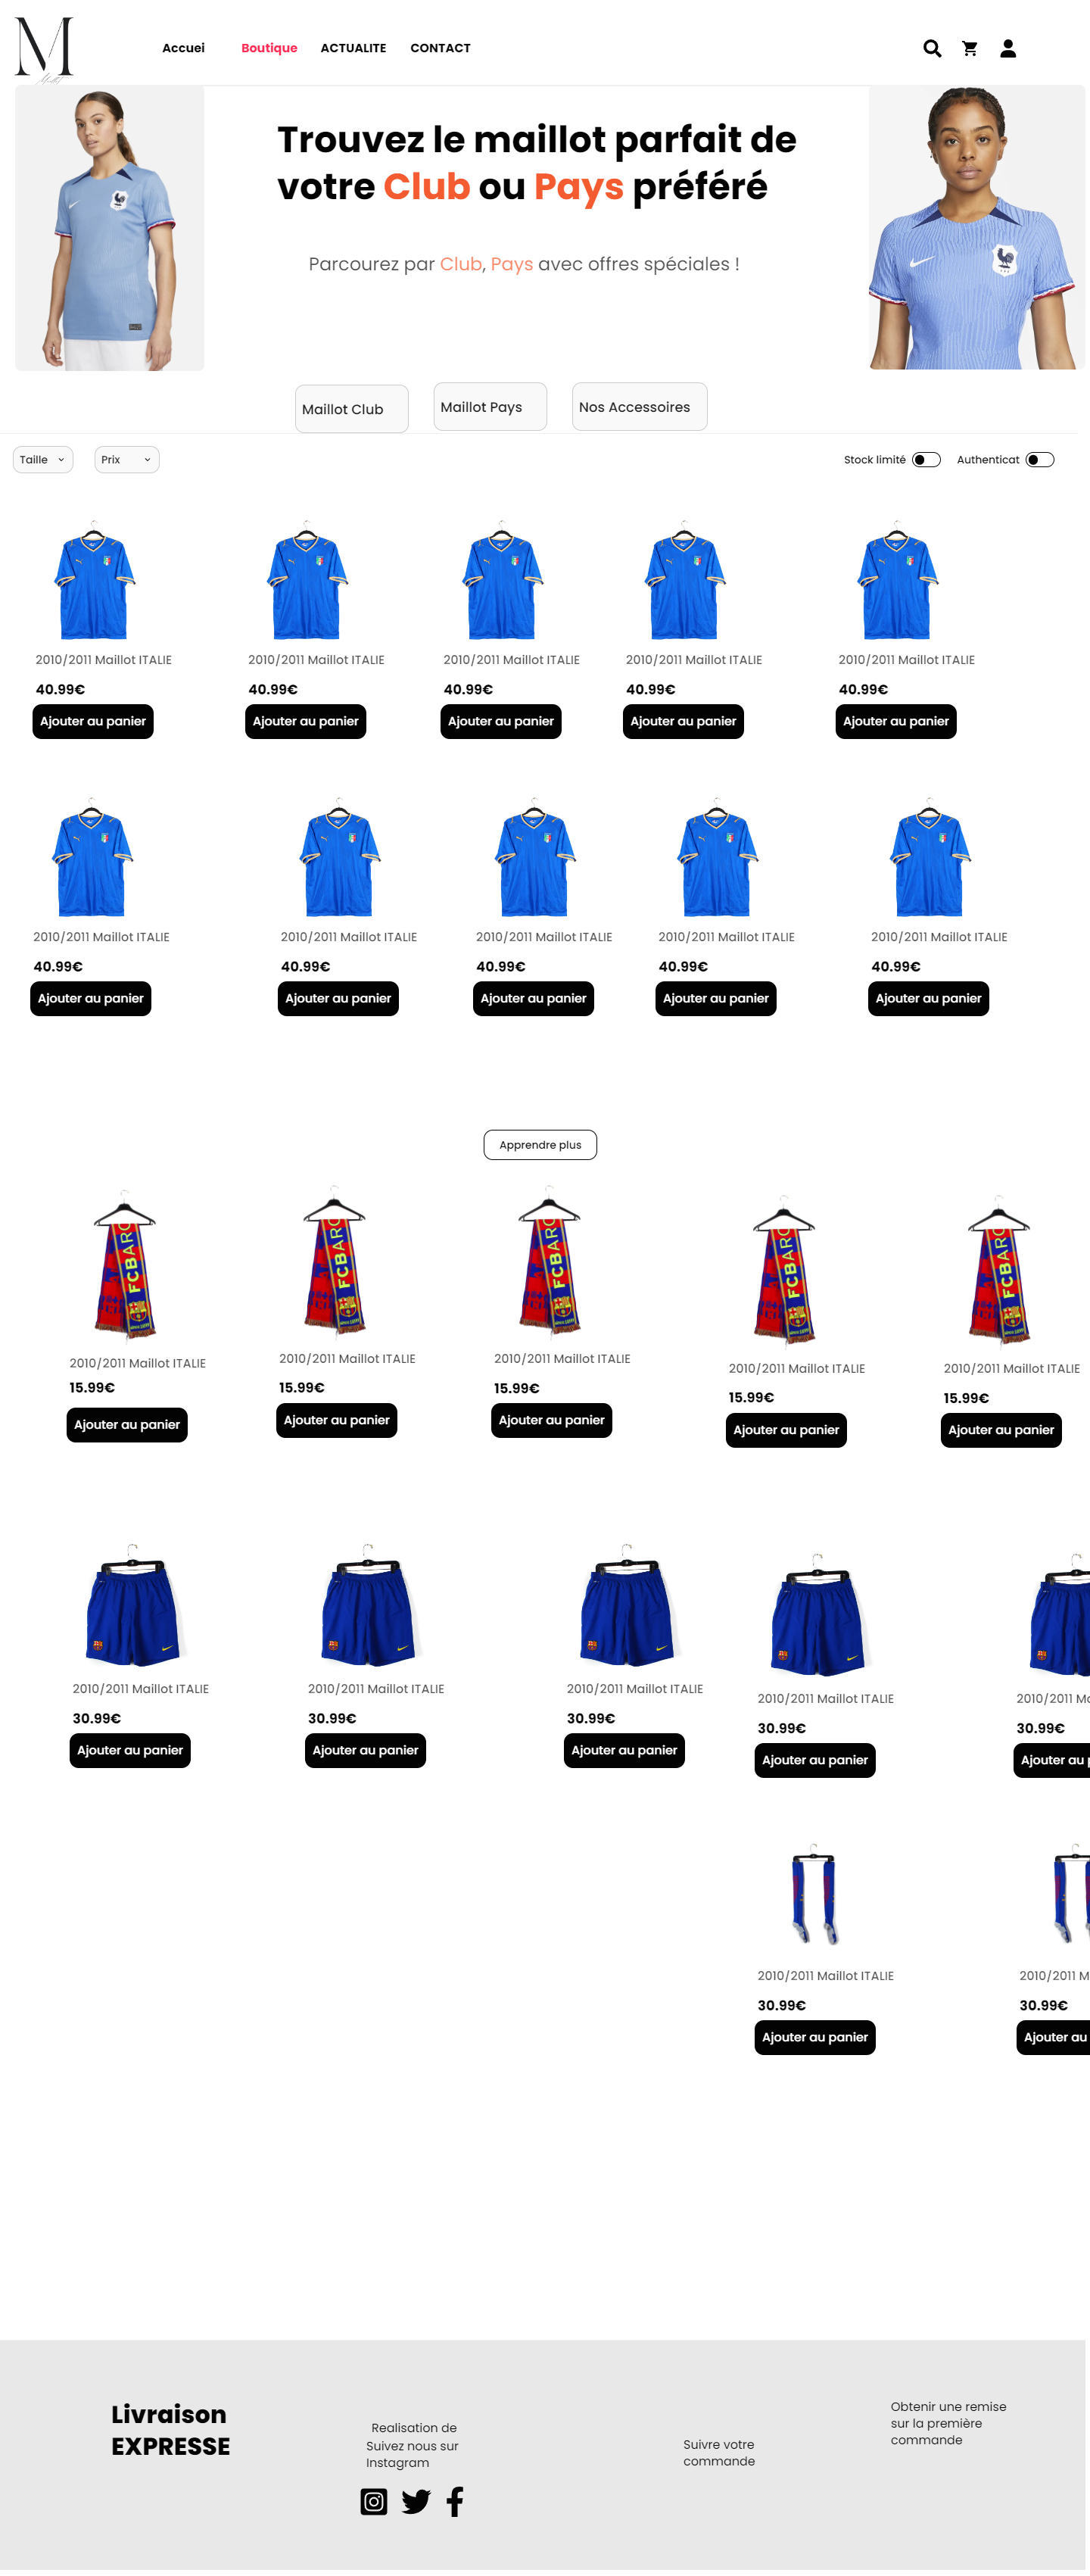 M
Accuei
Boutique
ACTUALITE
CONTACT
Trouvez le maillot parfait de
votre Club ou Pays préféré
Parcourez par Club, Pays avec offres spéciales !
Maillot Club
Maillot Pays
Nos Accessoires
Taille
Prix
Stock limité
Authenticat
2010/2011 Maillot ITALIE
2010/2011 Maillot ITALIE
2010/2011 Maillot ITALIE
2010/2011 Maillot ITALIE
2010/2011 Maillot ITALIE
40.99€
40.99€
40.99€
40.99€
40.99€
Ajouter au panier
Ajouter au panier
Ajouter au panier
Ajouter au panier
Ajouter au panier
2010/2011 Maillot ITALIE
2010/2011 Maillot ITALIE
2010/2011 Maillot ITALIE
2010/2011 Maillot ITALIE
2010/2011 Maillot ITALIE
40.99€
40.99€
40.99€
40.99€
40.99€
Ajouter au panier
Ajouter au panier
Ajouter au panier
Ajouter au panier
Ajouter au panier
Apprendre plus
FCBARC
FCBARC
FCBARC
FCBARC
FCBARC
2010/2011 Maillot ITALIE
2010/2011 Maillot ITALIE
2010/2011 Maillot ITALIE
2010/2011 Maillot ITALIE
2010/2011 Maillot ITALIE
15.99€
15.99€
15.99€
15.99€
15.99€
Ajouter au panier
Ajouter au panier
Ajouter au panier
Ajouter au panier
Ajouter au panier
2010/2011 Maillot ITALIE
2010/2011 Maillot ITALIE
2010/2011 Maillot ITALIE
2010/2011 Maillot ITALIE
2010/2011 Ma
30.99€
30.99€
30.99€
30.99€
30.99€
Ajouter au panier
Ajouter au panier
Ajouter au panier
Ajouter au panier
Ajouter au
2010/2011 Maillot ITALIE
2010/2011 M
30.99€
30.99€
Ajouter au panier
Ajouter au
Livraison
EXPRESSE
Realisation de
Suivez nous sur
Instagram
Suivre votre
commande
Obtenir une remise
sur la première
commande